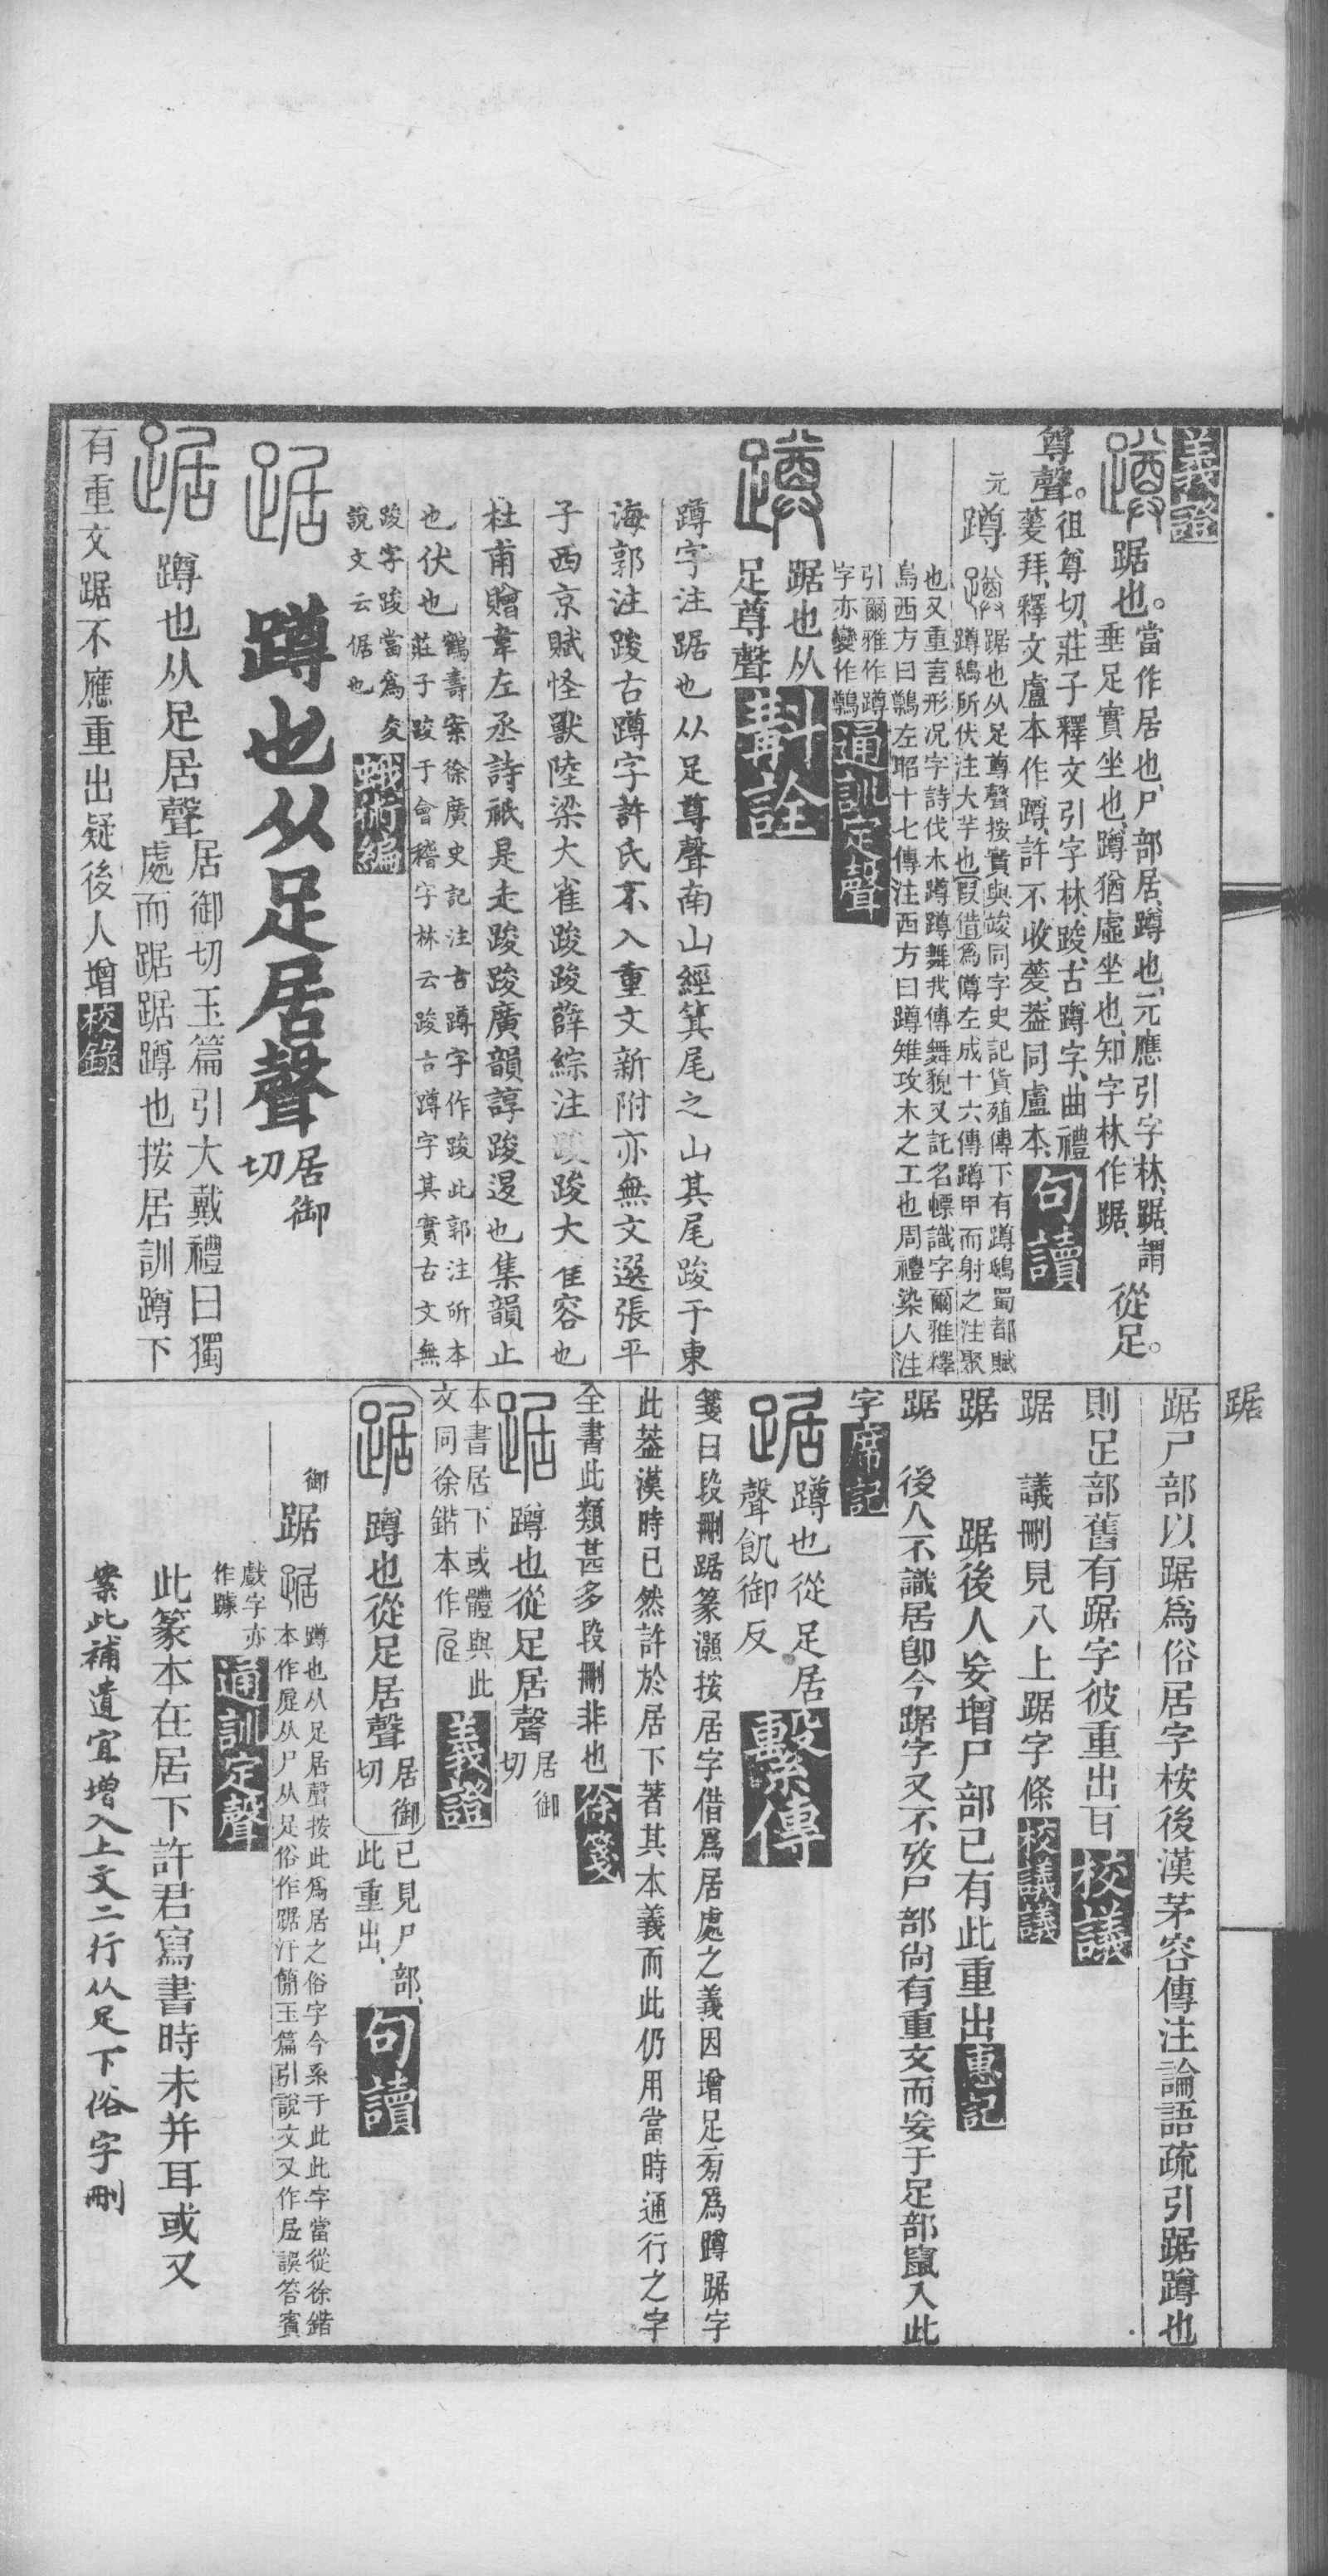 義證
蹲 踞也。當作居也、尸部居、蹲也、元應引字林、踞、謂
垂足實坐也、蹲猶虛坐也、知字林作踞、從足。
尊聲。徂尊切、莊子釋文引字林、踆、古蹲字、曲禮
蓌拜、釋文盧本作蹲、許不收蓌、葢同盧本、句讀
元 蹲 蹲 踞也从足尊聲按實與踆同字史記貨殖傳下有蹲鴟蜀都賦
蹲鴟所伏注大芋也叚借爲僔左成十六傳蹲甲而射之注聚
也又重言形況字詩伐木蹲蹲舞我傳舞貌又託名幖識字爾雅釋
鳥西方曰鷷左昭十七傳注西方曰蹲雉攻木之工也周禮染人注
引爾雅作蹲
字亦變作鷷 通訓定聲
蹲 踞也从
足尊聲 斠詮
蹲字注踞也从足尊聲南山經箕尾之山其尾踆于東
海郭注踆古蹲字許氏不入重文新附亦無文選張平
子西京賦怪獸陸梁大雀踆踆薛綜注踆踆大隹容也
杜甫贈韋左丞詩祇是走踆踆廣韻諄踆退也集韻止
也伏也 鶴壽案徐廣史記注古蹲字作踆此郭注所本
莊子踆于會稽字林云踆古蹲字其實古文無
踆字踆當爲夋
說文云倨也 蛾術編
踞 蹲也从足居聲 居御
切
踞 蹲也从足居聲 居御切玉篇引大戴禮曰獨
處而踞踞蹲也按居訓蹲下
有重文踞不應重出疑後人增 校錄
踞
踞尸部以踞爲俗居字桉後漢茅容傳注論語疏引踞蹲也
則足部舊有踞字彼重出耳 校議
踞 議刪見八上踞字條 校議議
踞 踞後人妄增尸部已有此重出 惠記
踞 後人不識居卽今踞字又不攷尸部尙有重文而妄于足部竄入此
字 席記
踞 蹲也從足居
聲飢御反 繫傳
箋曰段刪踞篆灝按居字借爲居處之義因增足旁爲蹲踞字
此葢漢時已然許於居下著其本義而此仍用當時通行之字
全書此類甚多段刪非也 徐箋
踞 蹲也從足居聲 居御
切
本書居下或體與此
文同徐鍇本作𡰪 義證
踞 蹲也從足居聲 居御
切 已見尸部、
此重出、 句讀
御 踞 踞 蹲也从足居聲按此爲居之俗字今系于此此字當從徐鍇
本作屔从尸从足俗作踞汗簡玉篇引說文又作𡰪誤答賓
戲字亦
作𨇨 通訓定聲
此篆本在居下許君寫書時未并耳或又
案此補遺宜增入上文二行从足下俗字刪